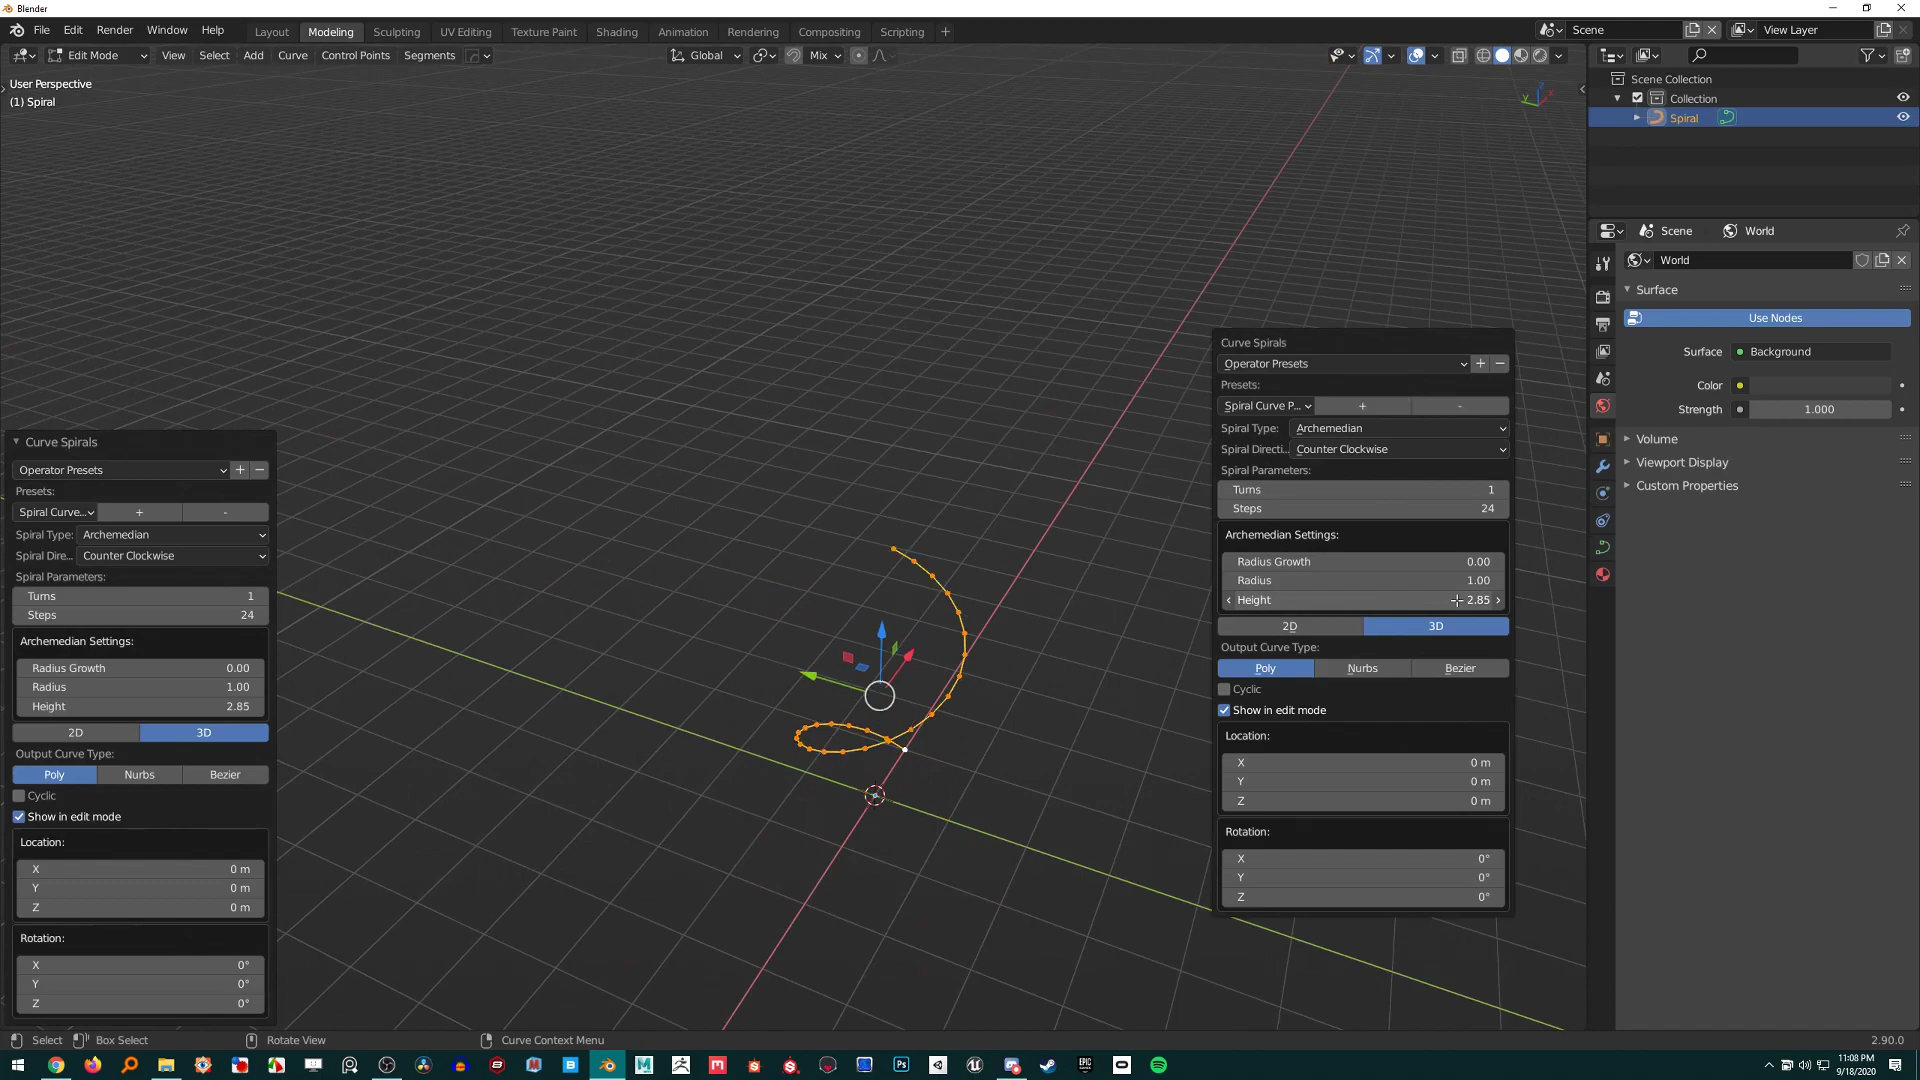 Blender
File Edit Render Window Help Layout Modeling Sculpting UV Editing Texture Paint Shading Animation Rendering Compositing Scripting +
Scene
View Layer
Edit Mode View Select Add Curve Control Points Segments
Global
Mix
User Perspective
(1) Spiral
Scene Collection
Collection
Spiral
Scene World
World
Surface
Use Nodes
Surface Background
Color
Strength 1.000
Volume
Viewport Display
Custom Properties
Curve Spirals
Operator Presets + −
Presets:
Spiral Curve P... + -
Spiral Type: Archemedian
Spiral Directi... Counter Clockwise
Spiral Parameters:
Turns 1
Steps 24
Archemedian Settings:
Radius Growth 0.00
Radius 1.00
Height 2.85
2D 3D
Output Curve Type:
Poly Nurbs Bezier
Cyclic
Show in edit mode
Location:
X 0 m
Y 0 m
Z 0 m
Rotation:
X 0°
Y 0°
Z 0°
Curve Spirals
Operator Presets + −
Presets:
Spiral Curve... + -
Spiral Type: Archemedian
Spiral Dire... Counter Clockwise
Spiral Parameters:
Turns 1
Steps 24
Archemedian Settings:
Radius Growth 0.00
Radius 1.00
Height 2.85
2D 3D
Output Curve Type:
Poly Nurbs Bezier
Cyclic
Show in edit mode
Location:
X 0 m
Y 0 m
Z 0 m
Rotation:
X 0°
Y 0°
Z 0°
Select Box Select Rotate View Curve Context Menu 2.90.0
11:08 PM
9/18/2020